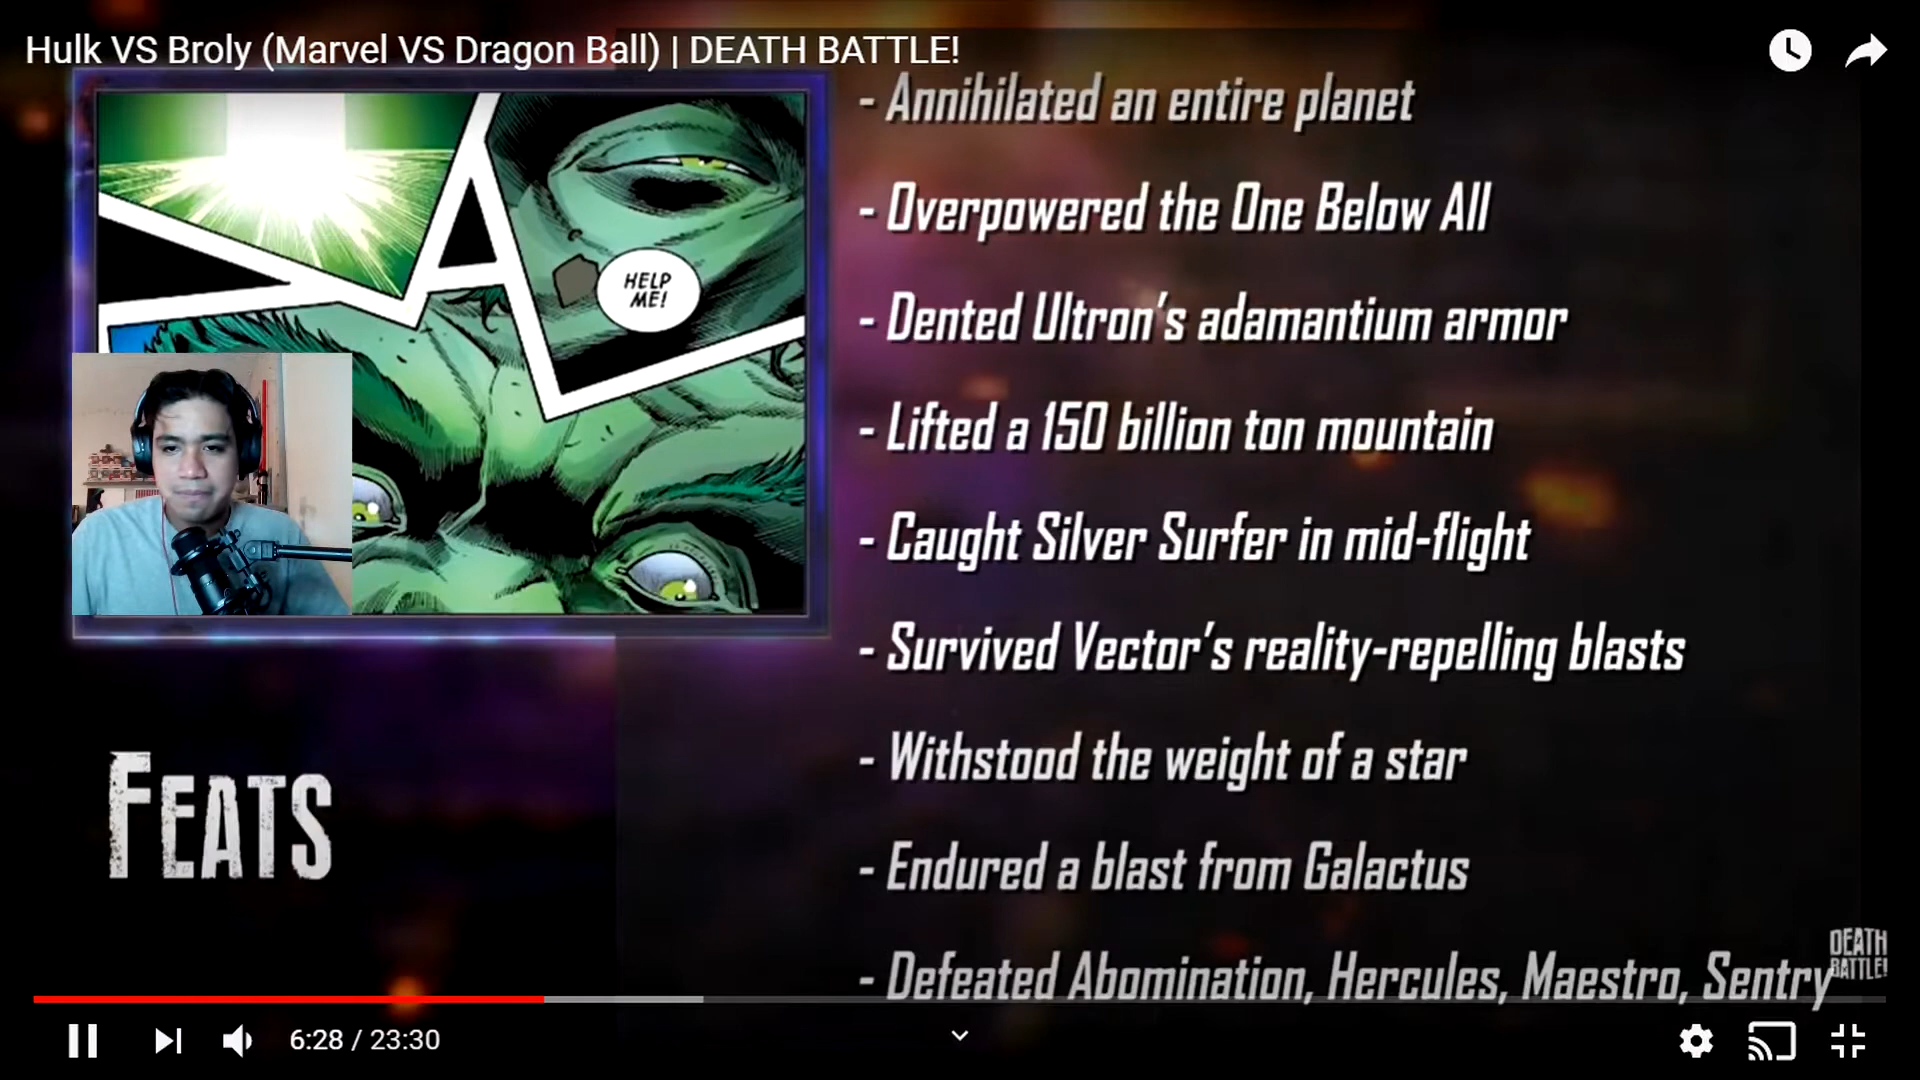 Hulk VS Broly (Marvel VS Dragon Ball) | DEATH BATTLE!
HELP
ME!
- Annihilated an entire planet
- Overpowered the One Below All
- Dented Ultron's adamantium armor
- Lifted a 150 billion ton mountain
- Caught Silver Surfer in mid-flight
- Survived Vector's reality-repelling blasts
- Withstood the weight of a star
- Endured a blast from Galactus
- Defeated Abomination, Hercules, Maestro, Sentry
FEATS
DEATH
BATTLE!
6:28 / 23:30